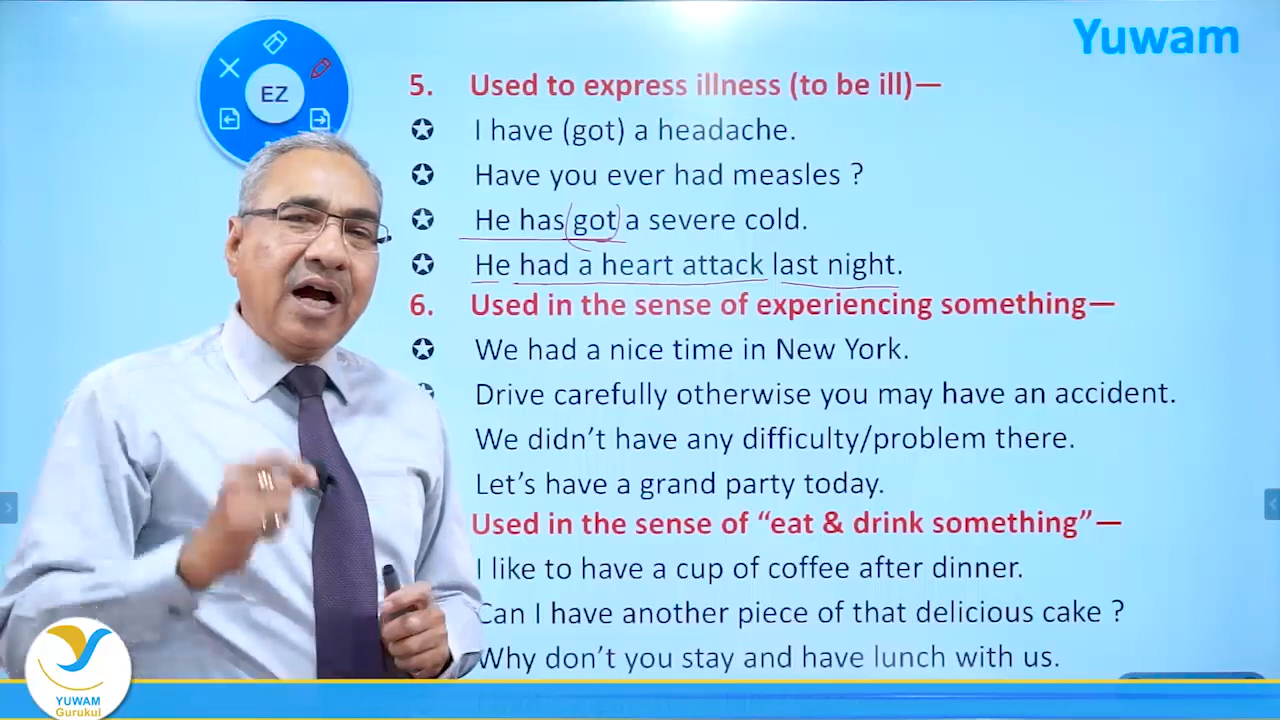 Yuwam
EZ
5. Used to express illness (to be ill)—
I have (got) a headache.
Have you ever had measles ?
He has got a severe cold.
He had a heart attack last night.
6. Used in the sense of experiencing something—
We had a nice time in New York.
Drive carefully otherwise you may have an accident.
We didn't have any difficulty/problem there.
Let's have a grand party today.
Used in the sense of “eat & drink something”—
I like to have a cup of coffee after dinner.
Can I have another piece of that delicious cake ?
Why don't you stay and have lunch with us.
YUWAM
Gurukul